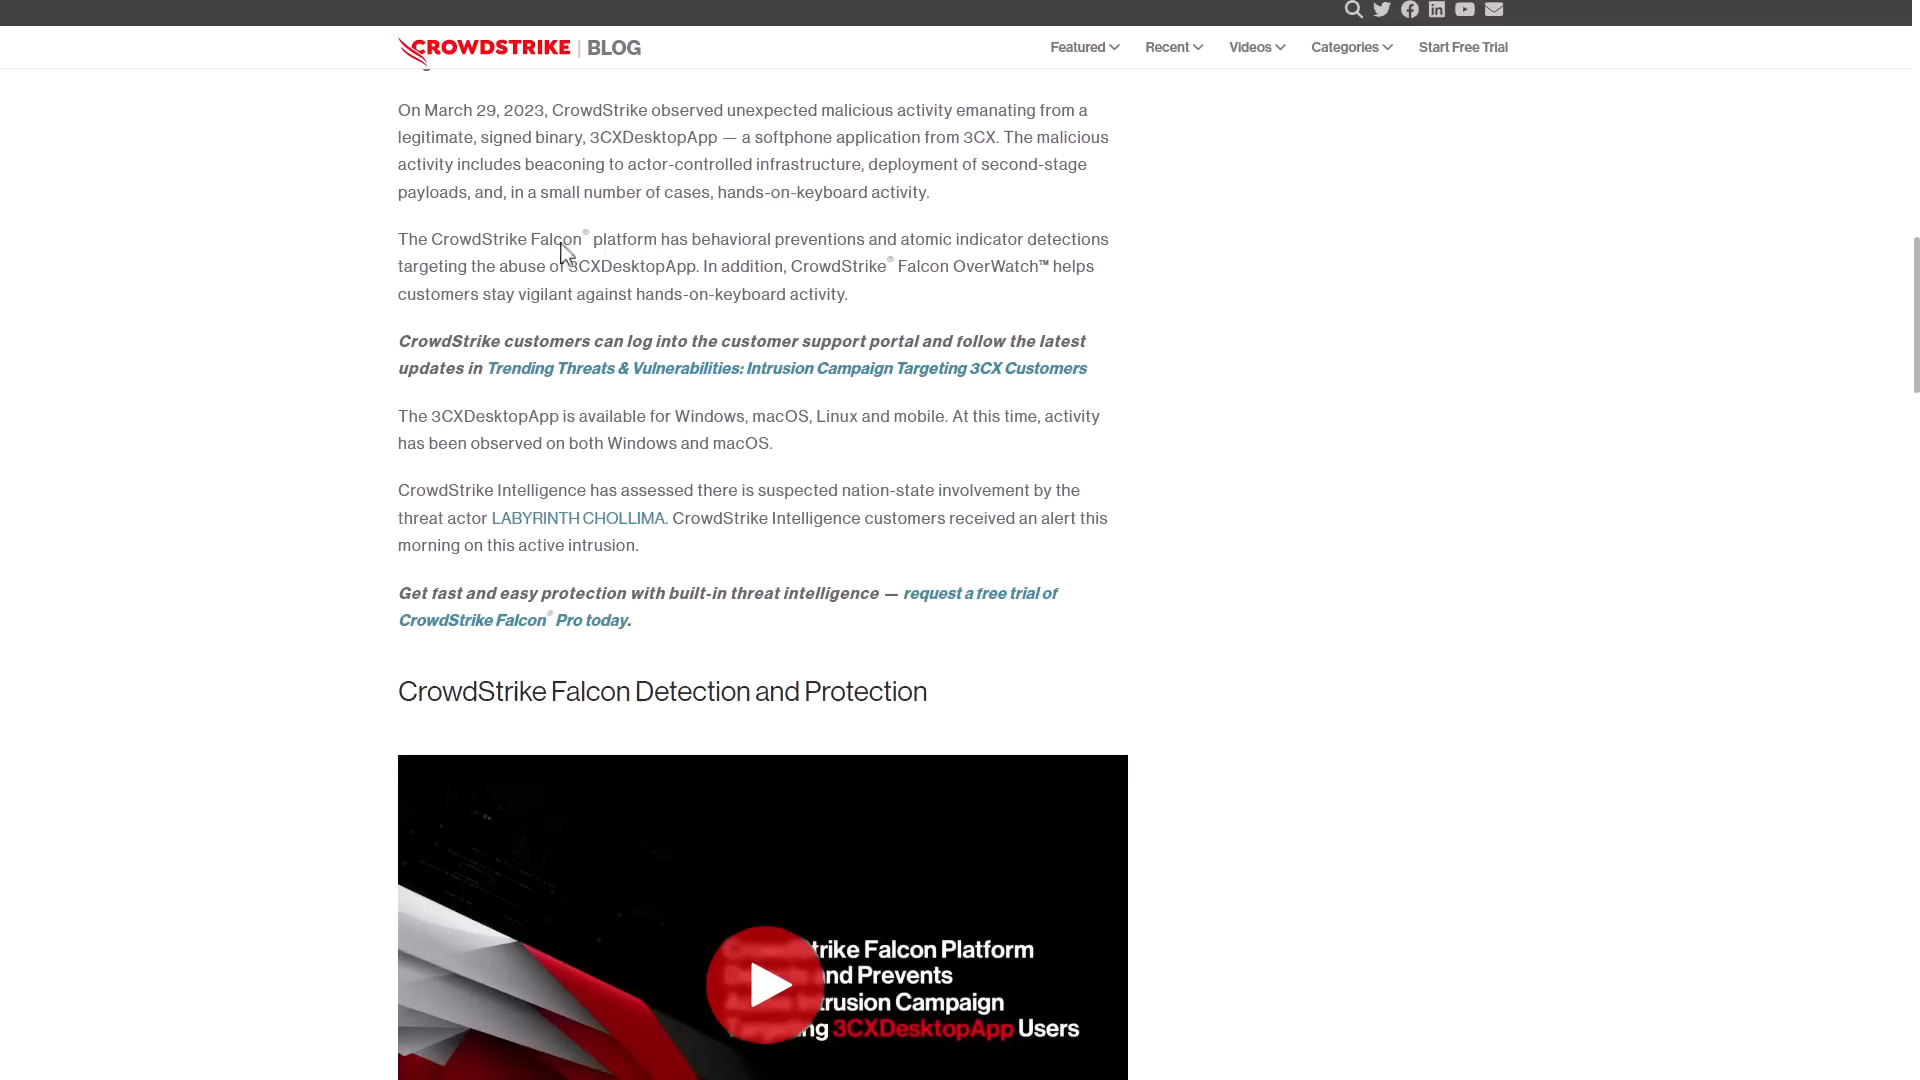 CROWDSTRIKE | BLOG
Featured
Recent
Videos
Categories
Start Free Trial
On March 29, 2023, CrowdStrike observed unexpected malicious activity emanating from a
legitimate, signed binary, 3CXDesktopApp — a softphone application from 3CX. The malicious
activity includes beaconing to actor-controlled infrastructure, deployment of second-stage
payloads, and, in a small number of cases, hands-on-keyboard activity.
The CrowdStrike Falcon® platform has behavioral preventions and atomic indicator detections
targeting the abuse of 3CXDesktopApp. In addition, CrowdStrike® Falcon OverWatch™ helps
customers stay vigilant against hands-on-keyboard activity.
CrowdStrike customers can log into the customer support portal and follow the latest
updates in Trending Threats & Vulnerabilities: Intrusion Campaign Targeting 3CX Customers
The 3CXDesktopApp is available for Windows, macOS, Linux and mobile. At this time, activity
has been observed on both Windows and macOS.
CrowdStrike Intelligence has assessed there is suspected nation-state involvement by the
threat actor LABYRINTH CHOLLIMA. CrowdStrike Intelligence customers received an alert this
morning on this active intrusion.
Get fast and easy protection with built-in threat intelligence — request a free trial of
CrowdStrike Falcon® Pro today.
CrowdStrike Falcon Detection and Protection
CrowdStrike Falcon Platform
and Prevents
Intrusion Campaign
Targeting 3CXDesktopApp Users